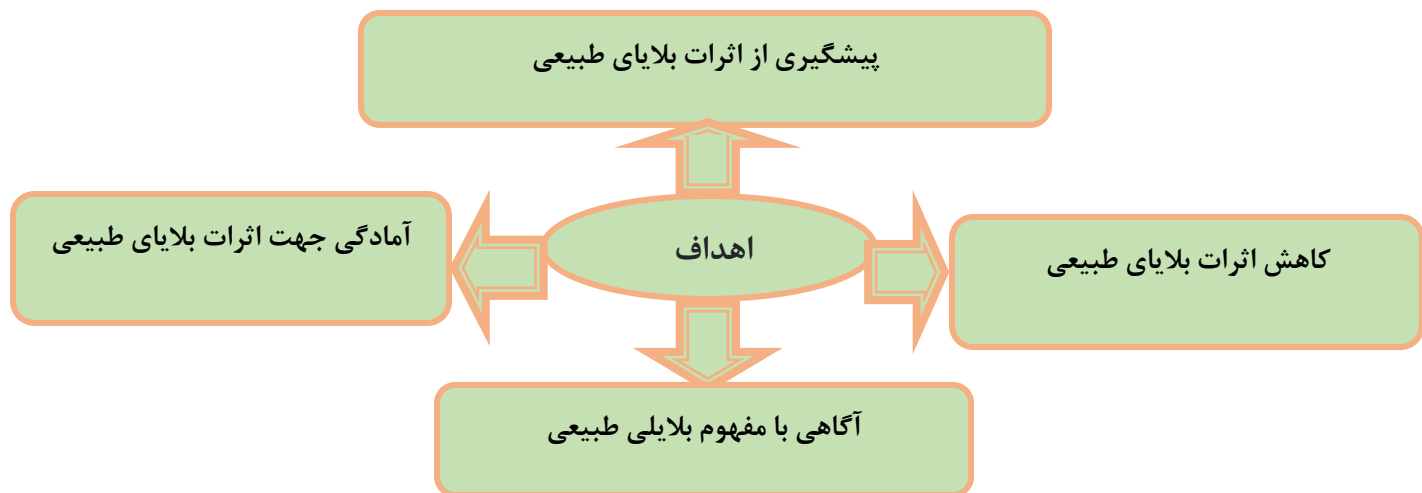 پیشگیری از اثرات بلایای طبیعی
آمادگی جهت اثرات بلایای طبیعی
اهداف
کاهش اثرات بلایای طبیعی
آگاهی با مفهوم بلایلی طبیعی